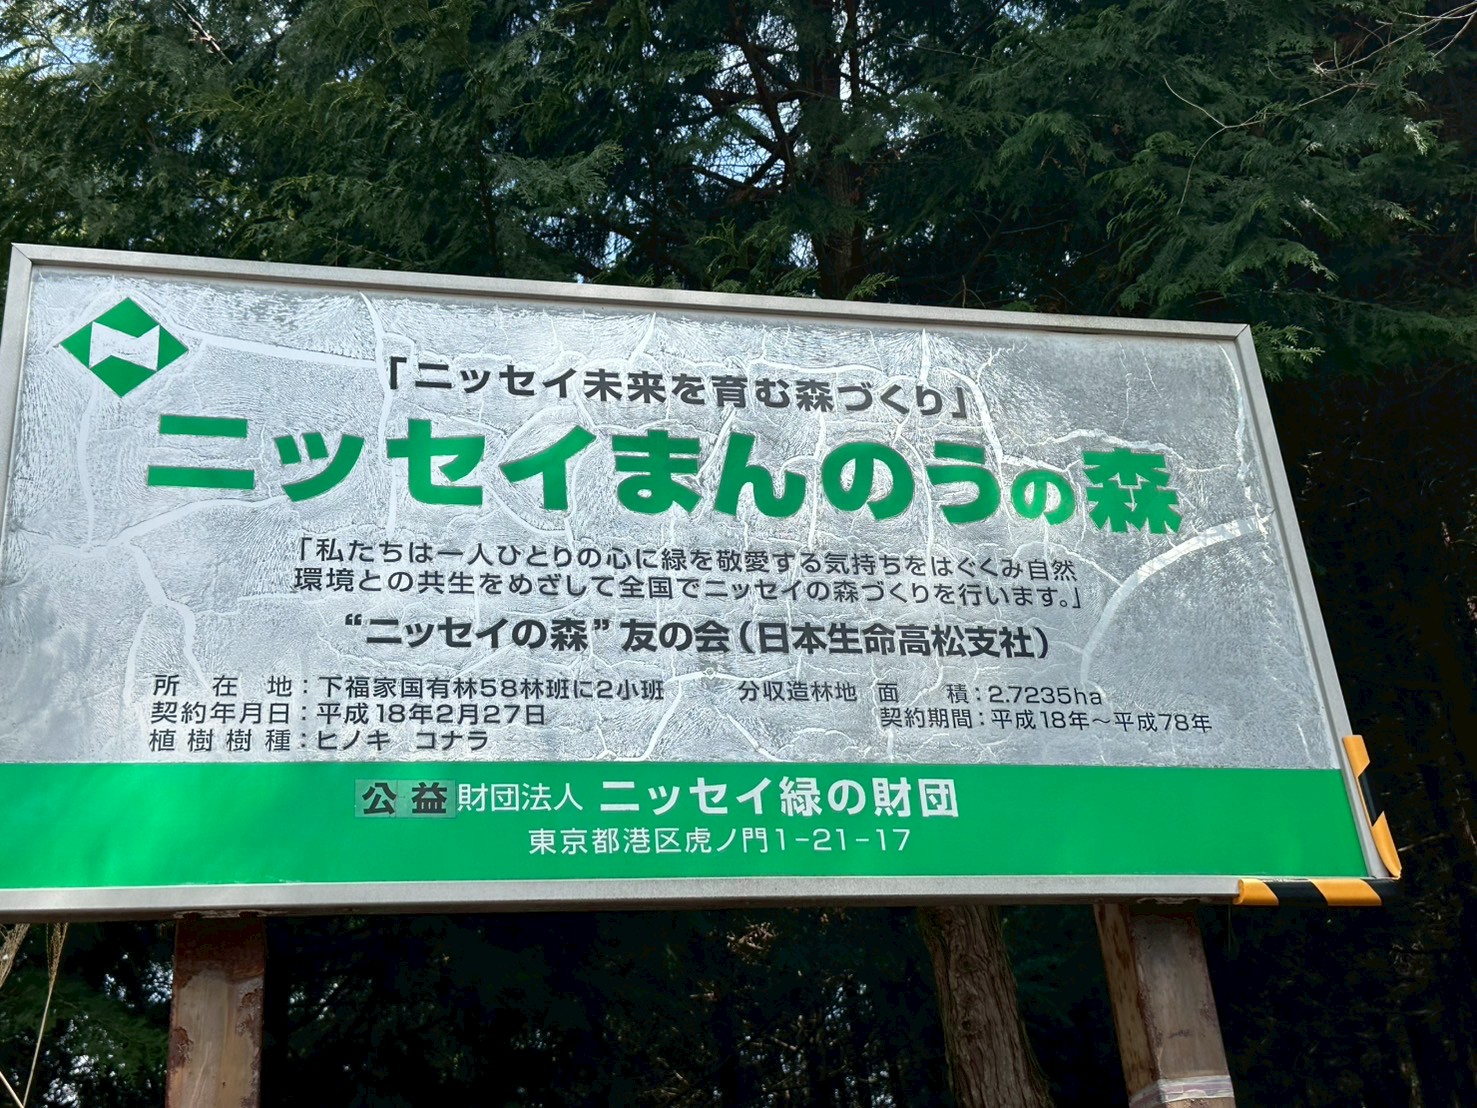 「ニッセイ未来を育む森づくり」
ニッセイまんのうの森
「私たちは一人ひとりの心に緑を敬愛する気持ちをはぐくみ自然
環境との共生をめざして全国でニッセイの森づくりを行います。」
“ニッセイの森”友の会(日本生命高松支社)
所在地:下福家国有林58林班に2小班 分収造林地 面積:2.7235ha
契約年月日:平成18年2月27日 契約期間:平成18年~平成78年
植樹樹種:ヒノキ コナラ
公益財団法人 ニッセイ緑の財団
東京都港区虎ノ門1-21-17